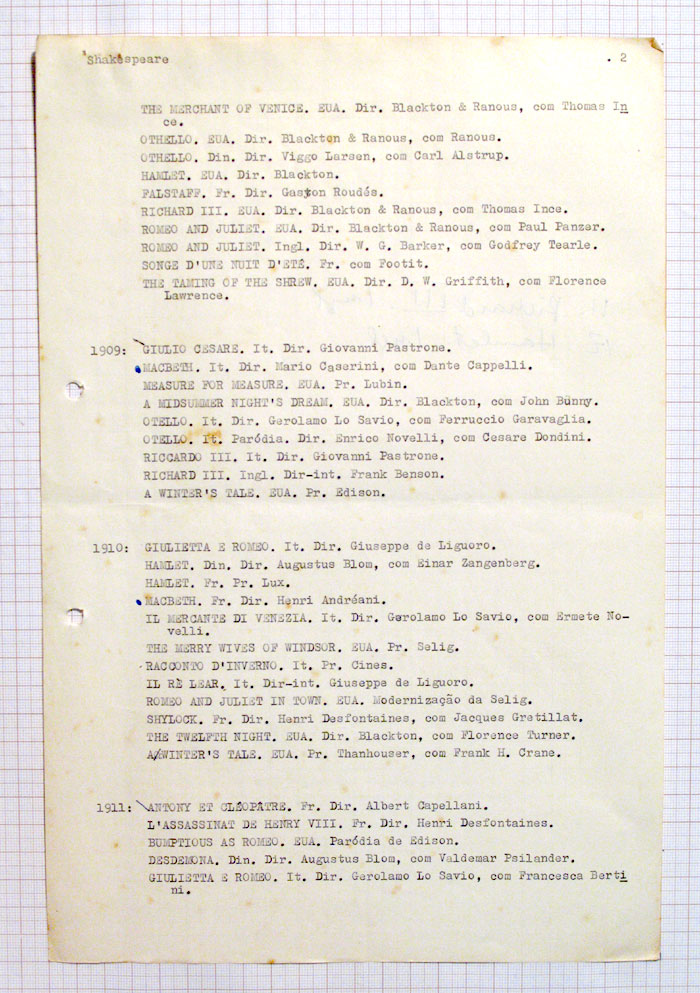 'Shakespeare . 2
THE MERCHANT OF VENICE. EUA. Dir. Blackton & Ranous, com Thomas In
ce.
OTHELLO. EUA. Dir. Blackton & Ranous, com Ranous.
OTHELLO. Din. Dir. Viggo Larsen, com Carl Alstrup.
HAMLET. EUA. Dir. Blackton.
FALSTAFF. Fr. Dir. Gaston Roudés.
RICHARD III. EUA. Dir. Blackton & Ranous, com Thomas Ince.
ROMEO AND JULIET. EUA. Dir. Blackton & Ranous, com Paul Panzer.
ROMEO AND JULIET. Ingl. Dir. W. G. Barker, com Godfrey Tearle.
SONGE D'UNE NUIT D'ETÉ. Fr. com Footit.
THE TAMING OF THE SHREW. EUA. Dir. D. W. Griffith, com Florence
Lawrence.
1909: GIULIO CESARE. It. Dir. Giovanni Pastrone.
MACBETH. It. Dir. Mario Caserini, com Dante Cappelli.
MEASURE FOR MEASURE. EUA. Pr. Lubin.
A MIDSUMMER NIGHT'S DREAM. EUA. Dir. Blackton, com John Bunny.
OTELLO. It. Dir. Gerolamo Lo Savio, com Ferruccio Garavaglia.
OTELLO. It. Paródia. Dir. Enrico Novelli, com Cesare Dondini.
RICCARDO III. It. Dir. Giovanni Pastrone.
RICHARD III. Ingl. Dir-int. Frank Benson.
A WINTER'S TALE. EUA. Pr. Edison.
1910: GIULIETTA E ROMEO. It. Dir. Giuseppe de Liguoro.
HAMLET. Din. Dir. Augustus Blom, com Einar Zangenberg.
HAMLET. Fr. Pr. Lux.
MACBETH. Fr. Dir. Henri Andréani.
IL MERCANTE DI VENEZIA. It. Dir. Gerolamo Lo Savio, com Ermete No-
velli.
THE MERRY WIVES OF WINDSOR. EUA. Pr. Selig.
RACCONTO D'INVERNO. It. Pr. Cines.
IL RÈ LEAR. It. Dir-int. Giuseppe de Liguoro.
ROMEO AND JULIET IN TOWN. EUA. Modernização da Selig.
SHYLOCK. Fr. Dir. Henri Desfontaines, com Jacques Gretillat.
THE TWELFTH NIGHT. EUA. Dir. Blackton, com Florence Turner.
A/WINTER'S TALE. EUA. Pr. Thanhouser, com Frank H. Crane.
1911: ANTONY ET CLÉOPÂTRE. Fr. Dir. Albert Capellani.
L'ASSASSINAT DE HENRY VIII. Fr. Dir. Henri Desfontaines.
BUMPTIOUS AS ROMEO. EUA. Paródia de Edison.
DESDEMONA. Din. Dir. Augustus Blom, com Valdemar Psilander.
GIULIETTA E ROMEO. It. Dir. Gerolamo Lo Savio, com Francesca Berti
ni.